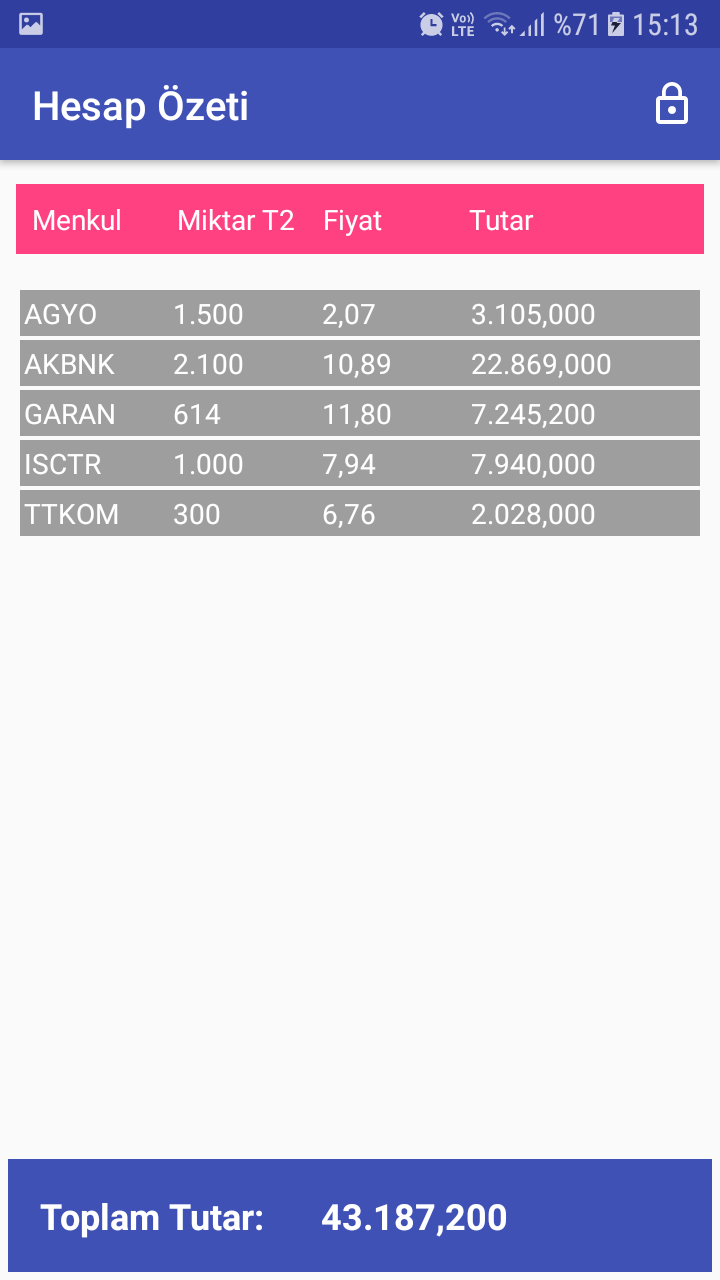 Vo)) LTE %71 15:13
Hesap Özeti
Menkul Miktar T2 Fiyat Tutar
AGYO 1.500 2,07 3.105,000
AKBNK 2.100 10,89 22.869,000
GARAN 614 11,80 7.245,200
ISCTR 1.000 7,94 7.940,000
TTKOM 300 6,76 2.028,000
Toplam Tutar: 43.187,200